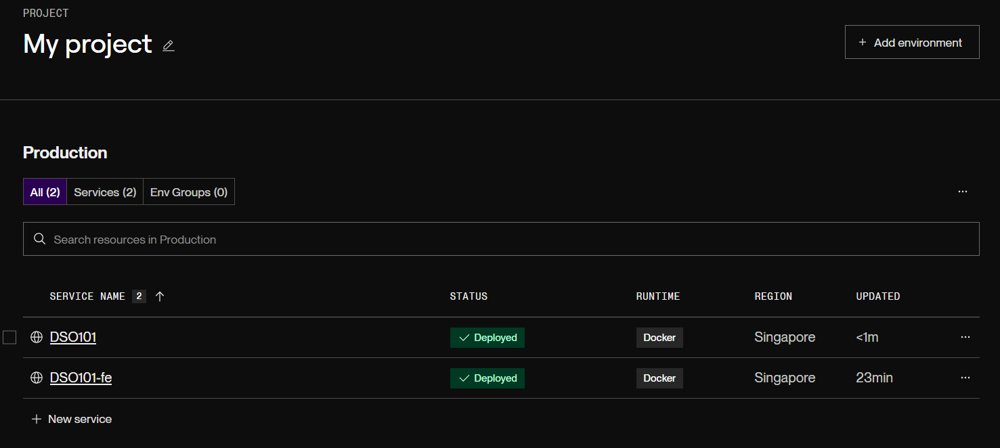 PROJECT
My project
+ Add environment
Production
All (2) Services (2) Env Groups (0)
Search resources in Production
SERVICE NAME 2 ↑ STATUS RUNTIME REGION UPDATED
DSO101 ✓ Deployed Docker Singapore <1m ...
DSO101-fe ✓ Deployed Docker Singapore 23min ...
+ New service